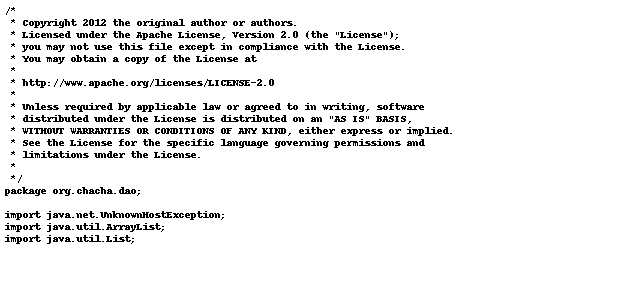 /*
 * Copyright 2012 the original author or authors.
 * Licensed under the Apache License, Version 2.0 (the "License");
 * you may not use this file except in compliance with the License.
 * You may obtain a copy of the License at
 *
 * http://www.apache.org/licenses/LICENSE-2.0
 *
 * Unless required by applicable law or agreed to in writing, software
 * distributed under the License is distributed on an "AS IS" BASIS,
 * WITHOUT WARRANTIES OR CONDITIONS OF ANY KIND, either express or implied.
 * See the License for the specific language governing permissions and
 * limitations under the License.
 *
 */
package org.chacha.dao;

import java.net.UnknownHostException;
import java.util.ArrayList;
import java.util.List;